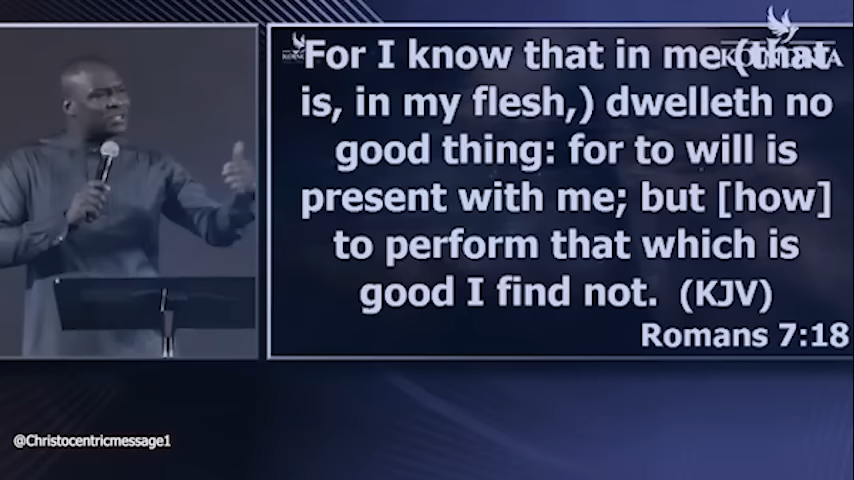 For I know that in me (that
is, in my flesh,) dwelleth no
good thing: for to will is
present with me; but [how]
to perform that which is
good I find not. (KJV)
Romans 7:18
KOINONIA
@Christocentricmessage1